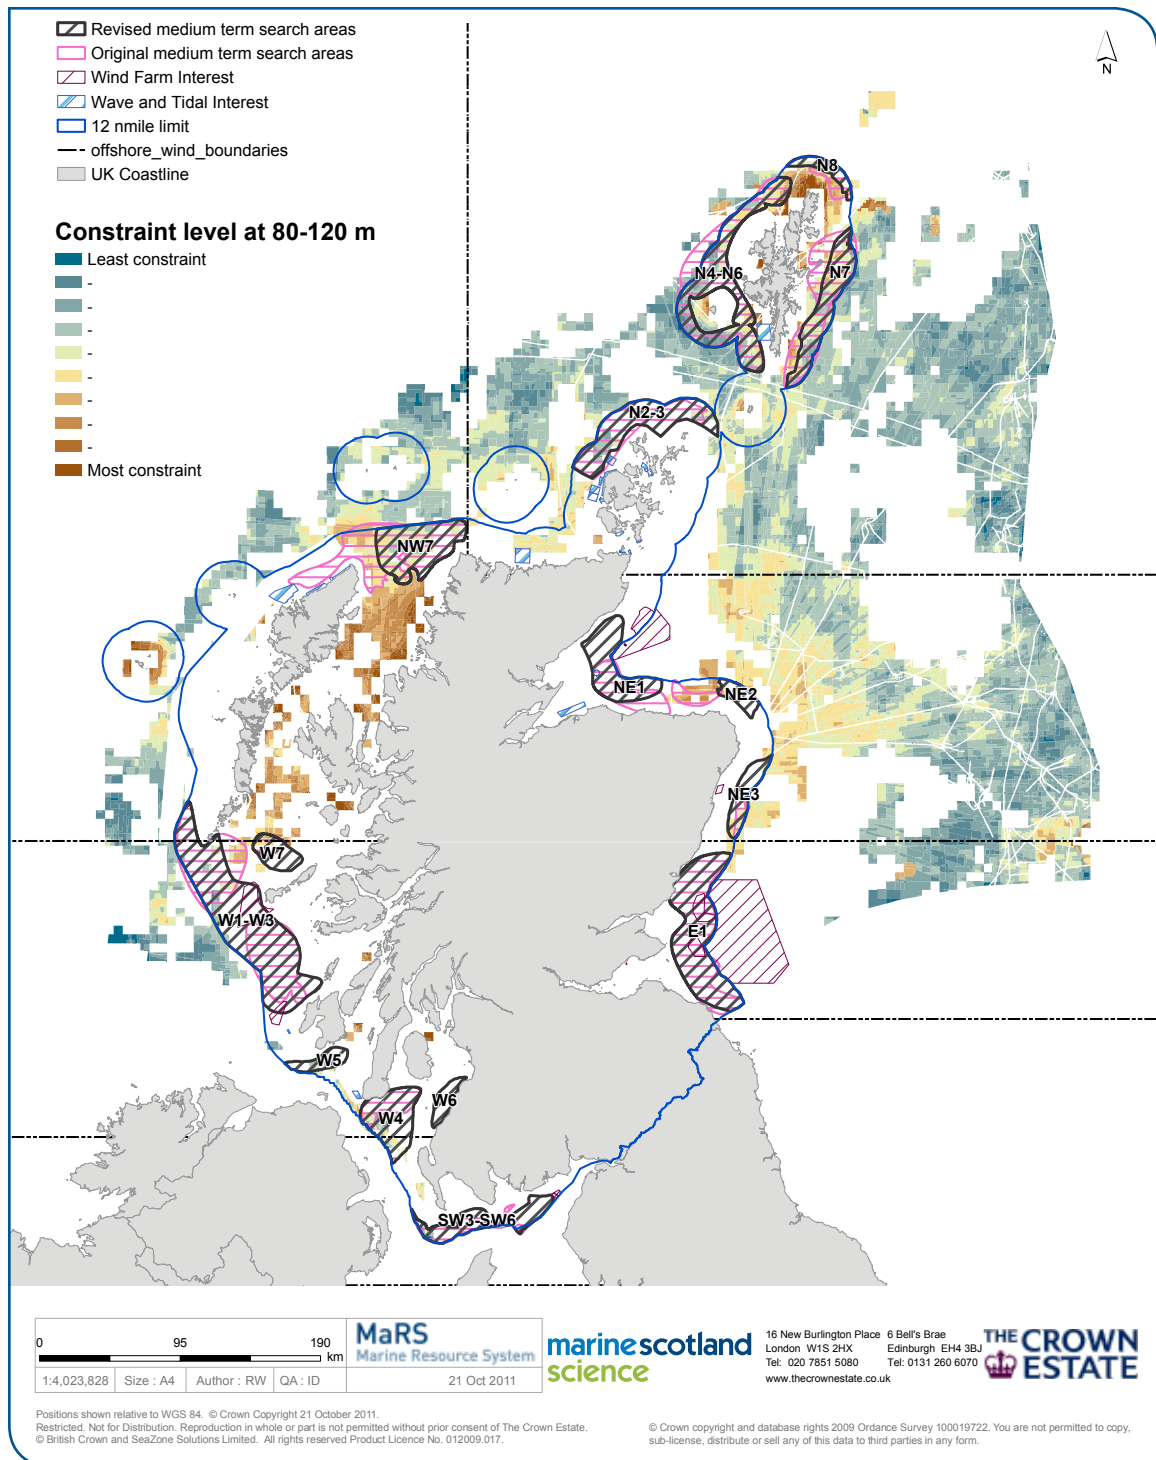 Revised medium term search areas
Original medium term search areas
Wind Farm Interest
Wave and Tidal Interest
12 nmile limit
offshore_wind_boundaries
UK Coastline
N
Constraint level at 80-120 m
Least constraint
-
-
-
-
-
-
-
-
Most constraint
N8
N4-N6
N7
N2-3
NW7
NE1
NE2
NE3
W7
W1-W3
E1
W5
W6
W4
SW3-SW6
0 95 190
km
1:4,023,828 Size : A4 Author : RW QA : ID
MaRS
Marine Resource System
21 Oct 2011
marinescotland
science
16 New Burlington Place
London W1S 2HX
Tel: 020 7851 5080
www.thecrownestate.co.uk
6 Bell's Brae
Edinburgh EH4 3BJ
Tel: 0131 260 6070
THE CROWN
ESTATE
Positions shown relative to WGS 84. © Crown Copyright 21 October 2011.
Restricted. Not for Distribution. Reproduction in whole or part is not permitted without prior consent of The Crown Estate.
© British Crown and SeaZone Solutions Limited. All rights reserved Product Licence No. 012009.017.
© Crown copyright and database rights 2009 Ordance Survey 100019722. You are not permitted to copy,
sub-license, distribute or sell any of this data to third parties in any form.